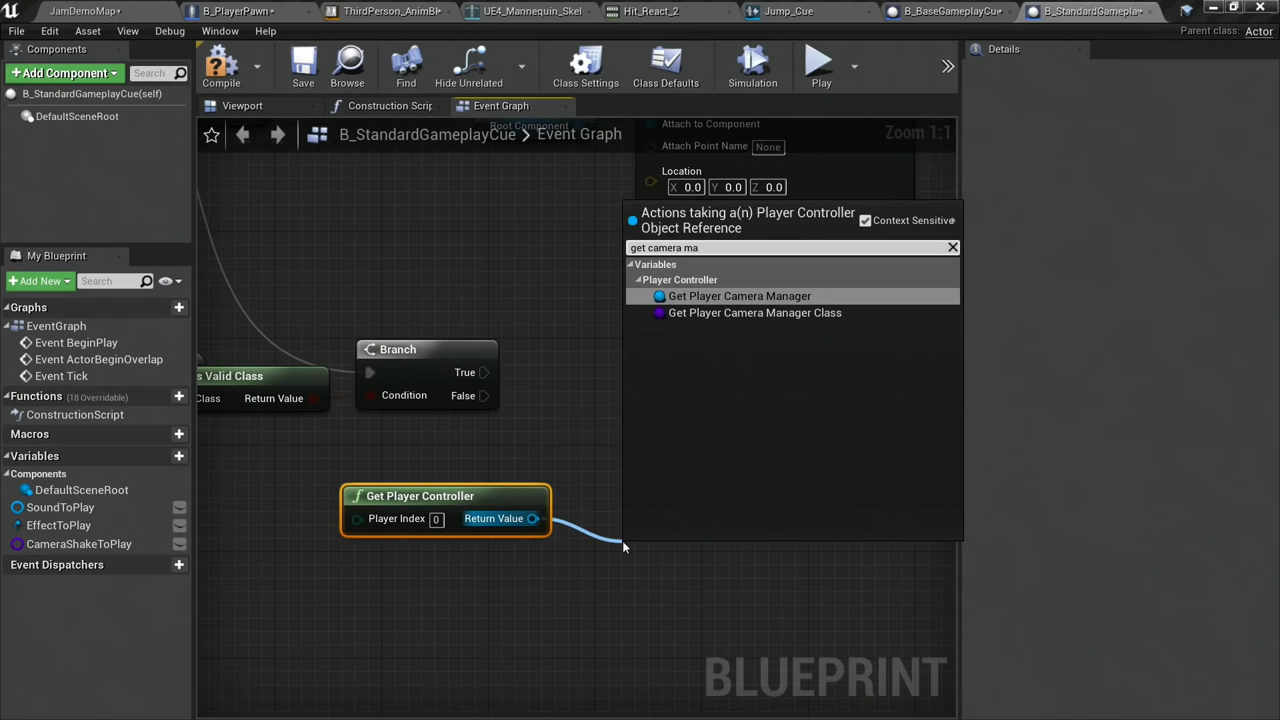 JamDemoMap•
B_PlayerPawn•
ThirdPerson_AnimBl•
UE4_Mannequin_Skel
Hit_React_2
Jump_Cue
B_BaseGameplayCu•
B_StandardGamepla•
File Edit Asset View Debug Window Help
Parent class: Actor
Components
Add Component
Search
B_StandardGameplayCue(self)
DefaultSceneRoot
Compile
Save
Browse
Find
Hide Unrelated
Class Settings
Class Defaults
Simulation
Play
Details
Viewport
Construction Scrip
Event Graph
Root Component
B_StandardGameplayCue > Event Graph
Zoom 1:1
Attach to Component
Attach Point Name None
Location
X 0.0 Y 0.0 Z 0.0
Actions taking a(n) Player Controller
Object Reference
Context Sensitive
get camera ma
Variables
Player Controller
Get Player Camera Manager
Get Player Camera Manager Class
s Valid Class
Class
Return Value
Branch
True
Condition
False
Get Player Controller
Player Index 0
Return Value
BLUEPRINT
My Blueprint
Add New
Search
Graphs
EventGraph
Event BeginPlay
Event ActorBeginOverlap
Event Tick
Functions (18 Overridable)
ConstructionScript
Macros
Variables
Components
DefaultSceneRoot
SoundToPlay
EffectToPlay
CameraShakeToPlay
Event Dispatchers